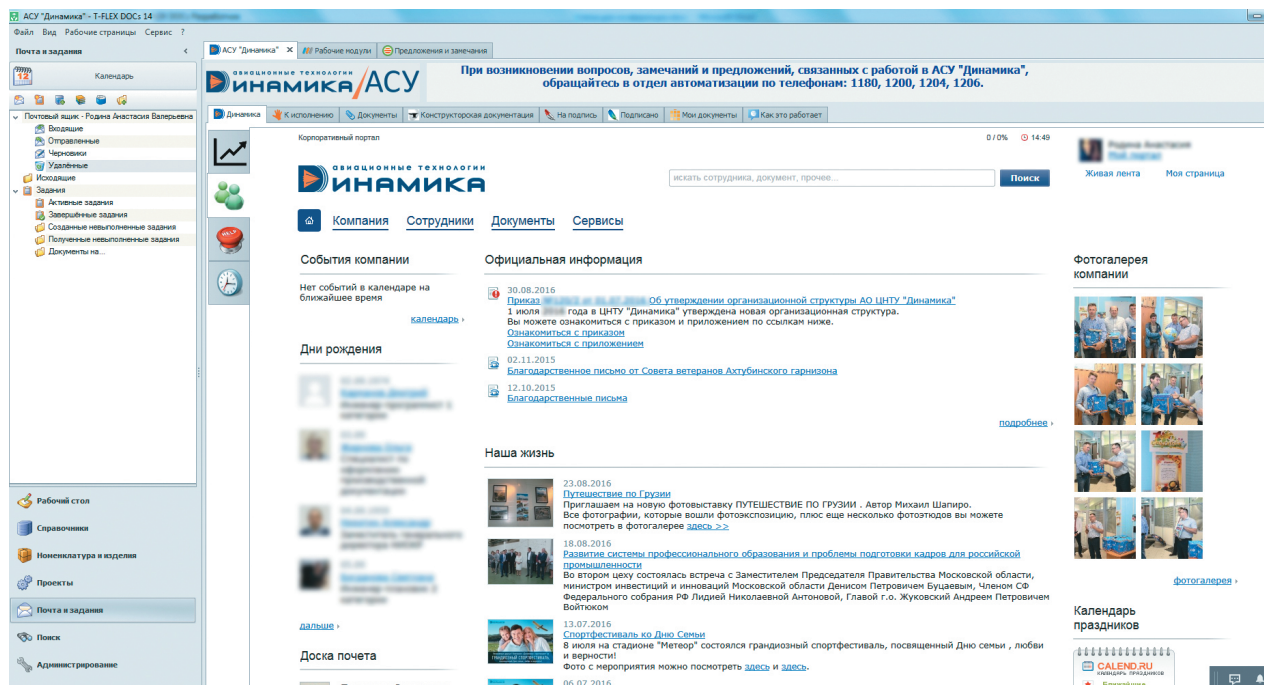 АСУ "Динамика" - T-FLEX DOCs 14
Файл Вид Рабочие страницы Сервис ?
Почта и задания
Календарь
Почтовый ящик - Родина Анастасия Валерьевна
Входящие
Отправленные
Черновики
Удалённые
Исходящие
Задания
Активные задания
Завершённые задания
Созданные невыполненные задания
Полученные невыполненные задания
Документы на...
Рабочий стол
Справочники
Номенклатура и изделия
Проекты
Почта и задания
Поиск
Администрирование
АСУ "Динамика" Рабочие модули Предложения и замечания
авиационные технологии
Динамика/АСУ
При возникновении вопросов, замечаний и предложений, связанных с работой в АСУ "Динамика",
обращайтесь в отдел автоматизации по телефонам: 1180, 1200, 1204, 1206.
Динамика К исполнению Документы Конструкторская документация На подпись Подписано Мои документы Как это работает
HELP
Корпоративный портал
0 / 0% 14:49
авиационные технологии
Динамика
искать сотрудника, документ, прочее...
Поиск
Родина Анастасия
Мой портал
Живая лента Моя страница
Компания Сотрудники Документы Сервисы
События компании
Нет событий в календаре на
ближайшее время
календарь
Дни рождения
дальше
Доска почета
Официальная информация
30.08.2016
Приказ Об утверждении организационной структуры АО ЦНТУ "Динамика"
1 июля года в ЦНТУ "Динамика" утверждена новая организационная структура.
Вы можете ознакомиться с приказом и приложением по ссылкам ниже.
Ознакомиться с приказом
Ознакомиться с приложением
02.11.2015
Благодарственное письмо от Совета ветеранов Ахтубинского гарнизона
12.10.2015
Благодарственные письма
подробнее
Наша жизнь
23.08.2016
Путешествие по Грузии
Приглашаем на новую фотовыставку ПУТЕШЕСТВИЕ ПО ГРУЗИИ . Автор Михаил Шапиро.
Все фотографии, которые вошли фотоэкспозицию, плюс еще несколько фотоэтюдов вы можете
посмотреть в фотогалерее здесь >>
18.08.2016
Развитие системы профессионального образования и проблемы подготовки кадров для российской
промышленности
Во втором цеху состоялась встреча с Заместителем Председателя Правительства Московской области,
министром инвестиций и инноваций Московской области Денисом Петровичем Буцаевым, Членом СФ
Федерального собрания РФ Лидией Николаевной Антоновой, Главой г.о. Жуковский Андреем Петровичем
Войтюком
13.07.2016
Спортфестиваль ко Дню Семьи
8 июля на стадионе "Метеор" состоялся грандиозный спортфестиваль, посвященный Дню семьи , любви
и верности!
Фото с мероприятия можно посмотреть здесь и здесь.
06.07.2016
Фотогалерея
компании
фотогалерея
Календарь
праздников
CALEND.RU
КАЛЕНДАРЬ ПРАЗДНИКОВ
Ближайшие